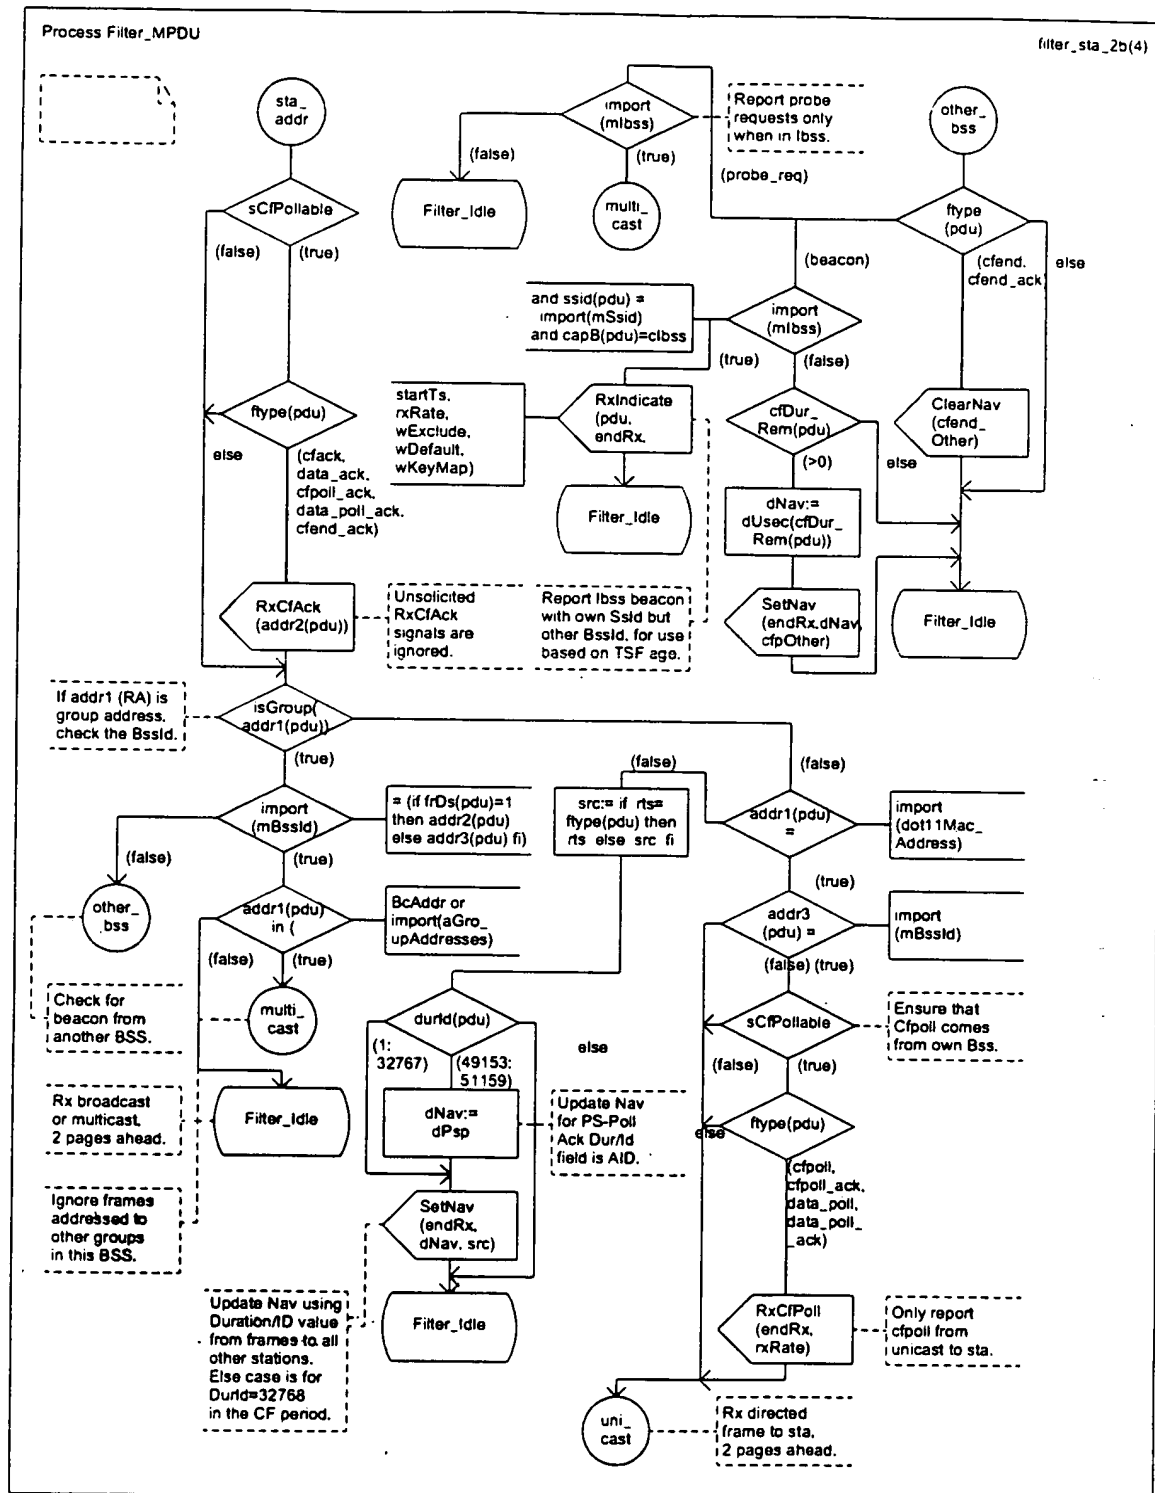 Process Filter_MPDU
filter_sta_2b(4)
sta_
addr
import
(mIbss)
Report probe
requests only
when in Ibss.
other_
bss
(false)
(true)
(probe_req)
sCfPollable
Filter_Idle
multi_
cast
ftype
(pdu)
(false)
(true)
(beacon)
(cfend.
cfend_ack)
else
and ssid(pdu) =
import(mSsid)
and capB(pdu)=cIbss
import
(mIbss)
(true)
(false)
ftype(pdu)
startTs,
rxRate,
wExclude,
wDefault,
wKeyMap)
RxIndicate
(pdu,
endRx,
cfDur_
Rem(pdu)
ClearNav
(cfend_
Other)
else
(cfack,
data_ack,
cfpoll_ack,
data_poll_ack,
cfend_ack)
(>0)
else
Filter_Idle
dNav:=
dUsec(cfDur_
Rem(pdu))
RxCfAck
(addr2(pdu))
Unsolicited
RxCfAck
signals are
ignored.
Report Ibss beacon
with own SsId but
other BssId, for use
based on TSF age.
SetNav
(endRx,dNav,
cfpOther)
Filter_Idle
If addr1 (RA) is
group address,
check the BssId.
isGroup(
addr1(pdu))
(true)
(false)
(false)
import
(mBssId)
= (if frDs(pdu)=1
then addr2(pdu)
else addr3(pdu) fi)
src:= if rts=
ftype(pdu) then
rts else src fi
addr1(pdu)
=
import
(dot11Mac_
Address)
(false)
(true)
(true)
other_
bss
addr1(pdu)
in (
BcAddr or
import(aGro_
upAddresses)
addr3
(pdu) =
import
(mBssId)
(false)
(true)
(false)
(true)
Check for
beacon from
another BSS.
multi_
cast
durId(pdu)
else
sCfPollable
Ensure that
Cfpoll comes
from own Bss.
(1:
32767)
(49153:
51159)
(false)
(true)
Rx broadcast
or multicast,
2 pages ahead.
Filter_Idle
dNav:=
dPsp
Update Nav
for PS-Poll
Ack Dur/Id
field is AID.
ftype(pdu)
else
(cfpoll,
cfpoll_ack,
data_poll,
data_poll_
_ack)
Ignore frames
addressed to
other groups
in this BSS.
SetNav
(endRx,
dNav, src)
Update Nav using
Duration/ID value
from frames to all
other stations.
Else case is for
DurId=32768
in the CF period.
Filter_Idle
RxCfPoll
(endRx,
rxRate)
Only report
cfpoll from
unicast to sta.
uni_
cast
Rx directed
frame to sta,
2 pages ahead.